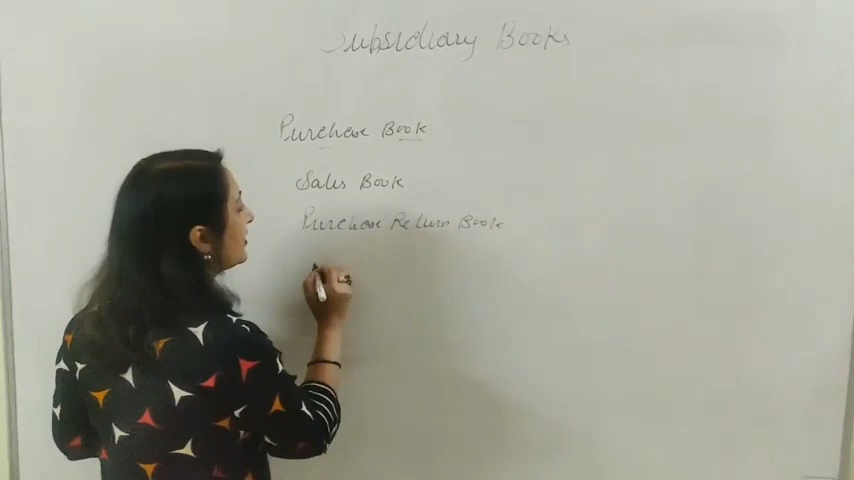 Subsidiary Books
Purchase Book
Sales Book
Purchase Return Book